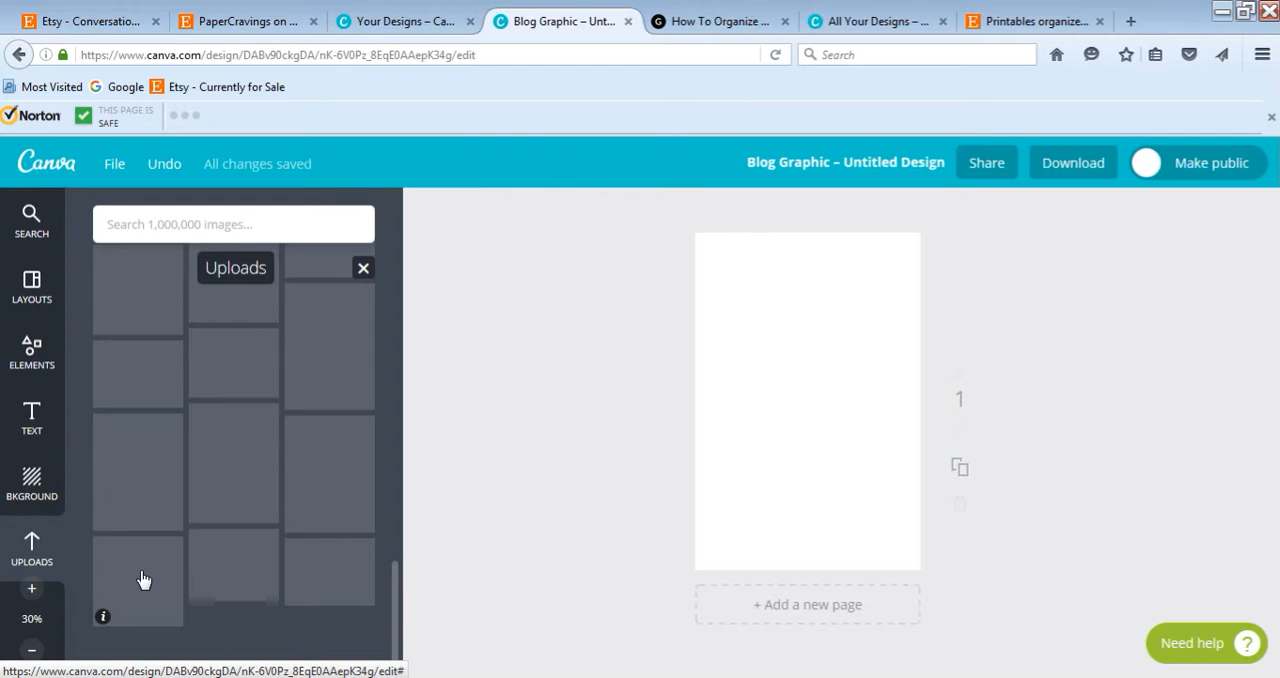 Etsy - Conversatio...
PaperCravings on ...
Your Designs – Ca...
Blog Graphic – Unt...
How To Organize ...
All Your Designs – ...
Printables organize...
https://www.canva.com/design/DABv90ckgDA/nK-6V0Pz_8EqE0AAepK34g/edit
Search
Most Visited
Google
Etsy - Currently for Sale
Norton
THIS PAGE IS
SAFE
Canva
File
Undo
All changes saved
Blog Graphic – Untitled Design
Share
Download
Make public
SEARCH
Search 1,000,000 images...
Uploads
LAYOUTS
ELEMENTS
TEXT
BKGROUND
UPLOADS
30%
1
+ Add a new page
Need help ?
https://www.canva.com/design/DABv90ckgDA/nK-6V0Pz_8EqE0AAepK34g/edit#